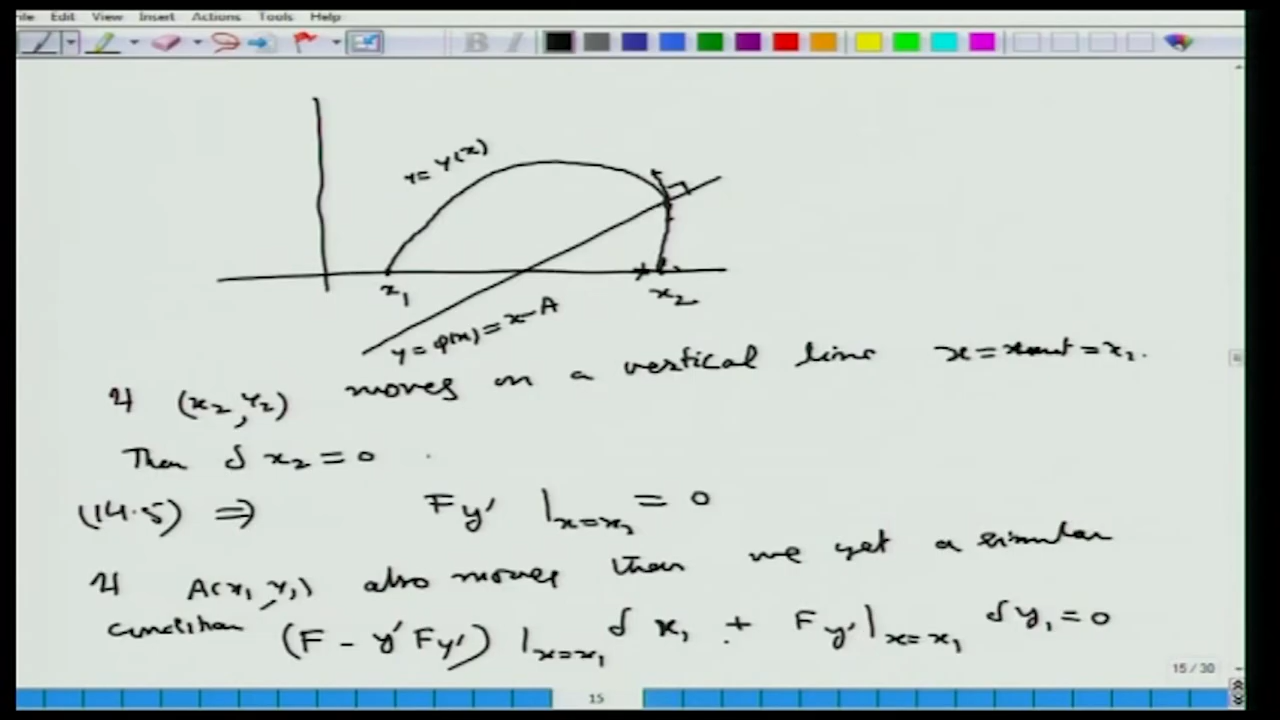 Edit View Insert Actions Tools Help
y = y(x)
x₁
x₂
y = φ(x) = x - A
If (x₂, y₂) moves on a vertical line x = const = x₂.
Then δ x₂ = 0
(14.5) ⇒ Fy' |x=x₂ = 0
If A(x₁, y₁) also moves then we get a similar
condition (F - y' Fy') |x=x₁ δ x₁ + Fy' |x=x₁ δy₁ = 0
15 / 30
15